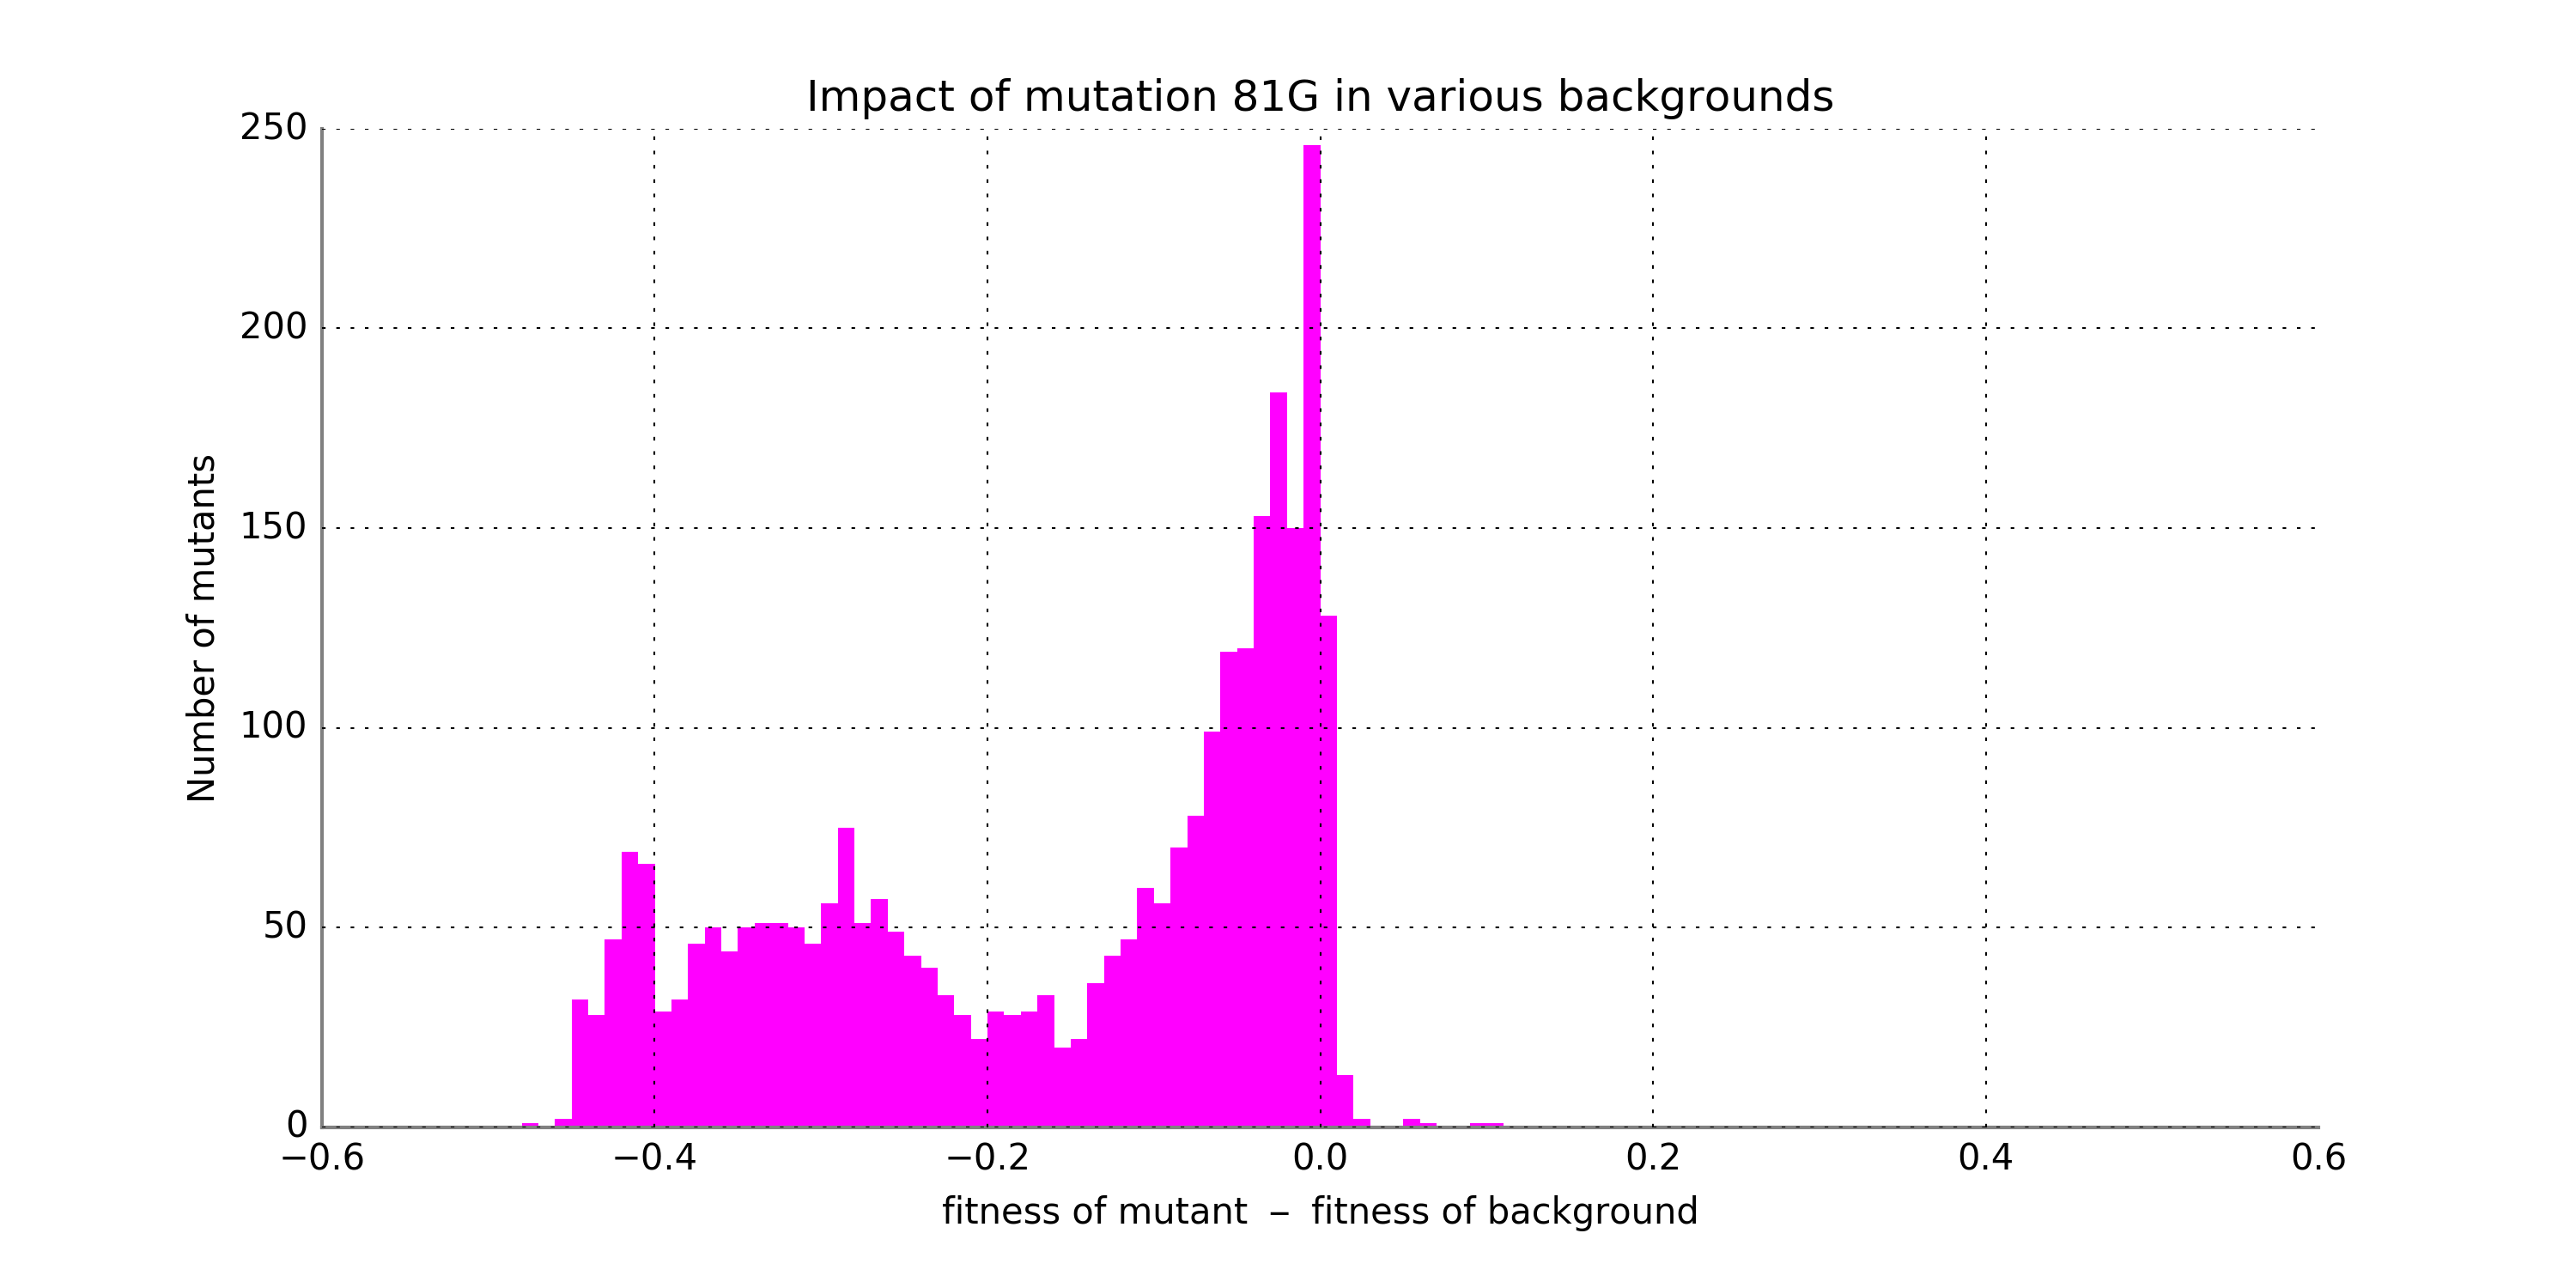 Impact of mutation 81G in various backgrounds
250
200
150
100
50
0
Number of mutants
−0.6 −0.4 −0.2 0.0 0.2 0.4 0.6
fitness of mutant − fitness of background